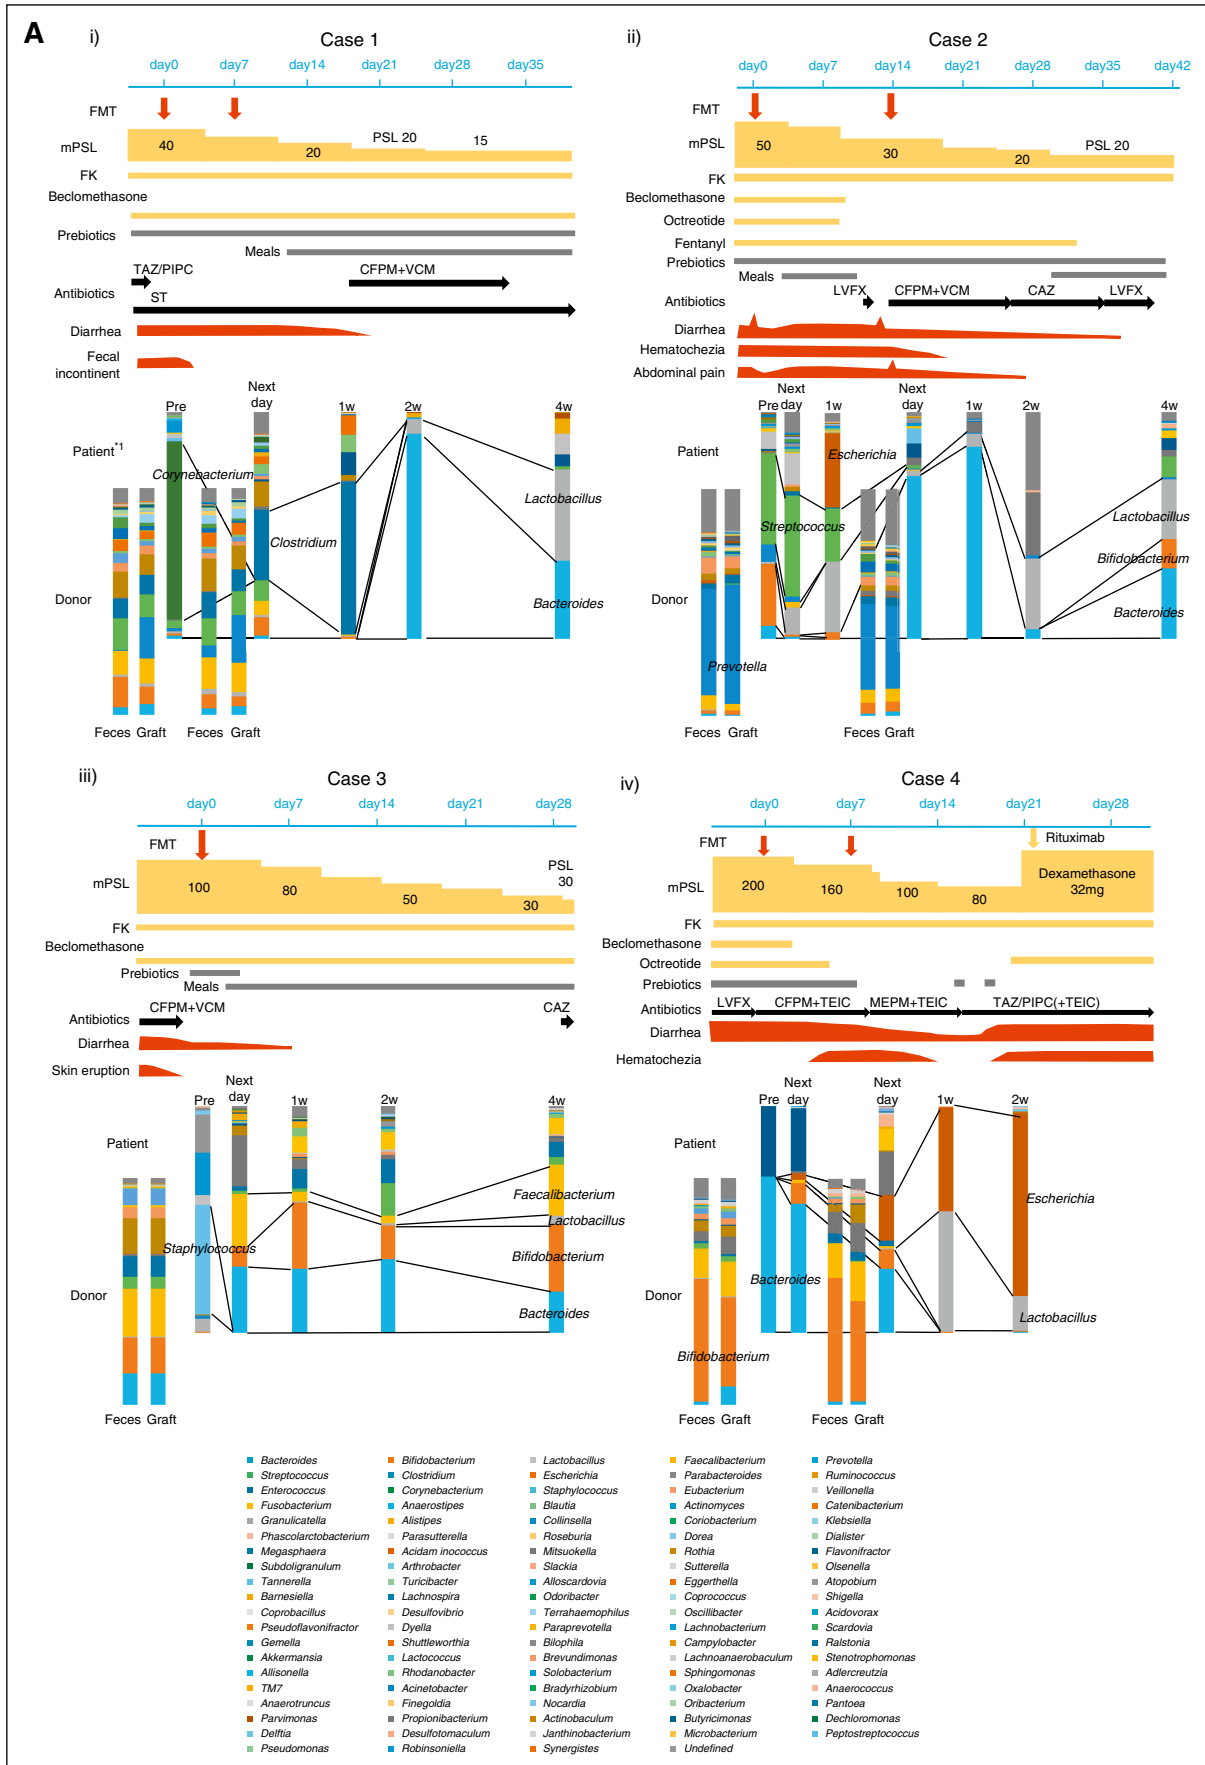 A
i)
Case 1
day0 day7 day14 day21 day28 day35
FMT
mPSL 40 20 PSL 20 15
FK
Beclomethasone
Prebiotics
Meals
TAZ/PIPC CFPM+VCM
Antibiotics
ST
Diarrhea
Fecal
incontinent
Pre Next day 1w 2w 4w
Patient*1
Corynebacterium
Lactobacillus
Clostridium
Donor
Bacteroides
Feces Graft Feces Graft
ii)
Case 2
day0 day7 day14 day21 day28 day35 day42
FMT
mPSL 50 30 20 PSL 20
FK
Beclomethasone
Octreotide
Fentanyl
Prebiotics
Meals
Antibiotics LVFX CFPM+VCM CAZ LVFX
Diarrhea
Hematochezia
Abdominal pain
Pre Next day 1w Next day 1w 2w 4w
Patient
Escherichia
Lactobacillus
Streptococcus
Bifidobacterium
Donor
Bacteroides
Prevotella
Feces Graft Feces Graft
iii)
Case 3
day0 day7 day14 day21 day28
FMT
mPSL 100 80 50 30 PSL 30
FK
Beclomethasone
Prebiotics
Meals
CFPM+VCM CAZ
Antibiotics
Diarrhea
Skin eruption
Pre Next day 1w 2w 4w
Patient
Faecalibacterium
Lactobacillus
Staphylococcus
Bifidobacterium
Donor
Bacteroides
Feces Graft
iv)
Case 4
day0 day7 day14 day21 day28
FMT
Rituximab
mPSL 200 160 100 80 Dexamethasone 32mg
FK
Beclomethasone
Octreotide
Prebiotics
Antibiotics LVFX CFPM+TEIC MEPM+TEIC TAZ/PIPC(+TEIC)
Diarrhea
Hematochezia
Pre Next day Next day 1w 2w
Patient
Escherichia
Bacteroides
Donor
Lactobacillus
Bifidobacterium
Feces Graft Feces Graft
Bacteroides Bifidobacterium Lactobacillus Faecalibacterium Prevotella
Streptococcus Clostridium Escherichia Parabacteroides Ruminococcus
Enterococcus Corynebacterium Staphylococcus Eubacterium Veillonella
Fusobacterium Anaerostipes Blautia Actinomyces Catenibacterium
Granulicatella Alistipes Collinsella Coriobacterium Klebsiella
Phascolarctobacterium Parasutterella Roseburia Dorea Dialister
Megasphaera Acidam inococcus Mitsuokella Rothia Flavonifractor
Subdoligranulum Arthrobacter Slackia Sutterella Olsenella
Tannerella Turicibacter Alloscardovia Eggerthella Atopobium
Barnesiella Lachnospira Odoribacter Coprococcus Shigella
Coprobacillus Desulfovibrio Terrahaemophilus Oscillibacter Acidovorax
Pseudoflavonifractor Dyella Paraprevotella Lachnobacterium Scardovia
Gemella Shuttleworthia Bilophila Campylobacter Ralstonia
Akkermansia Lactococcus Brevundimonas Lachnoanaerobaculum Stenotrophomonas
Allisonella Rhodanobacter Solobacterium Sphingomonas Adlercreutzia
TM7 Acinetobacter Bradyrhizobium Oxalobacter Anaerococcus
Anaerotruncus Finegoldia Nocardia Oribacterium Pantoea
Parvimonas Propionibacterium Actinobaculum Butyricimonas Dechloromonas
Delftia Desulfotomaculum Janthinobacterium Microbacterium Peptostreptococcus
Pseudomonas Robinsoniella Synergistes Undefined